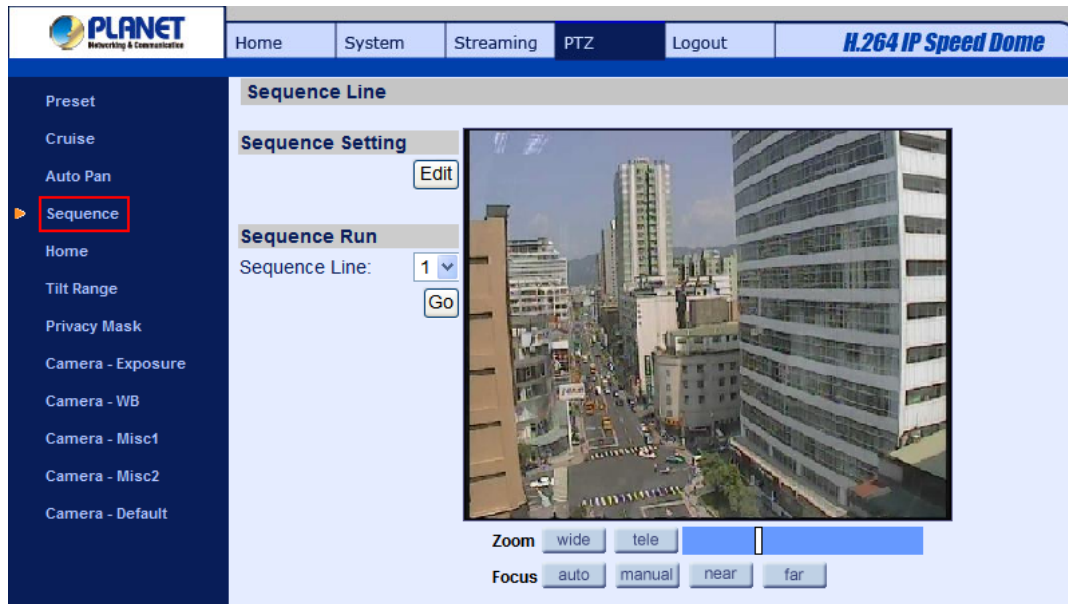 PLANET
Networking & Communication
Home System Streaming PTZ Logout H.264 IP Speed Dome
Preset
Cruise
Auto Pan
Sequence
Home
Tilt Range
Privacy Mask
Camera - Exposure
Camera - WB
Camera - Misc1
Camera - Misc2
Camera - Default
Sequence Line
Sequence Setting
Edit
Sequence Run
Sequence Line: 1
Go
Zoom wide tele
Focus auto manual near far